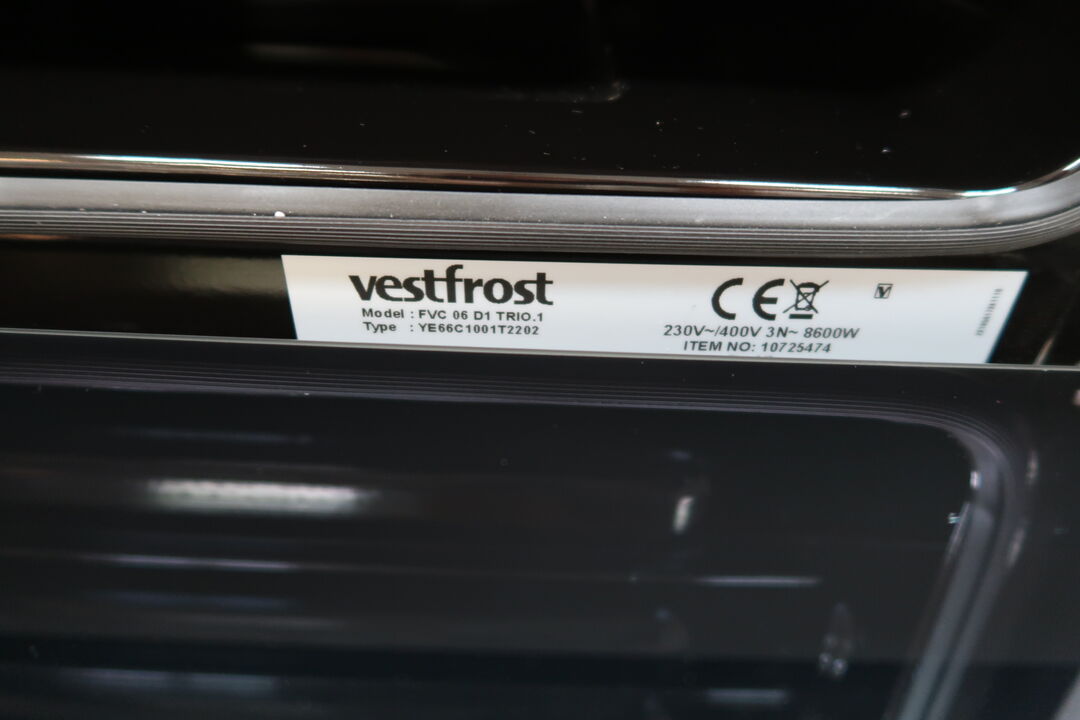 vestfrost
Model : FVC 06 D1 TRIO.1
Type : YE66C1001T2202
CE
V
230V~/400V 3N~ 8600W
ITEM NO: 10725474